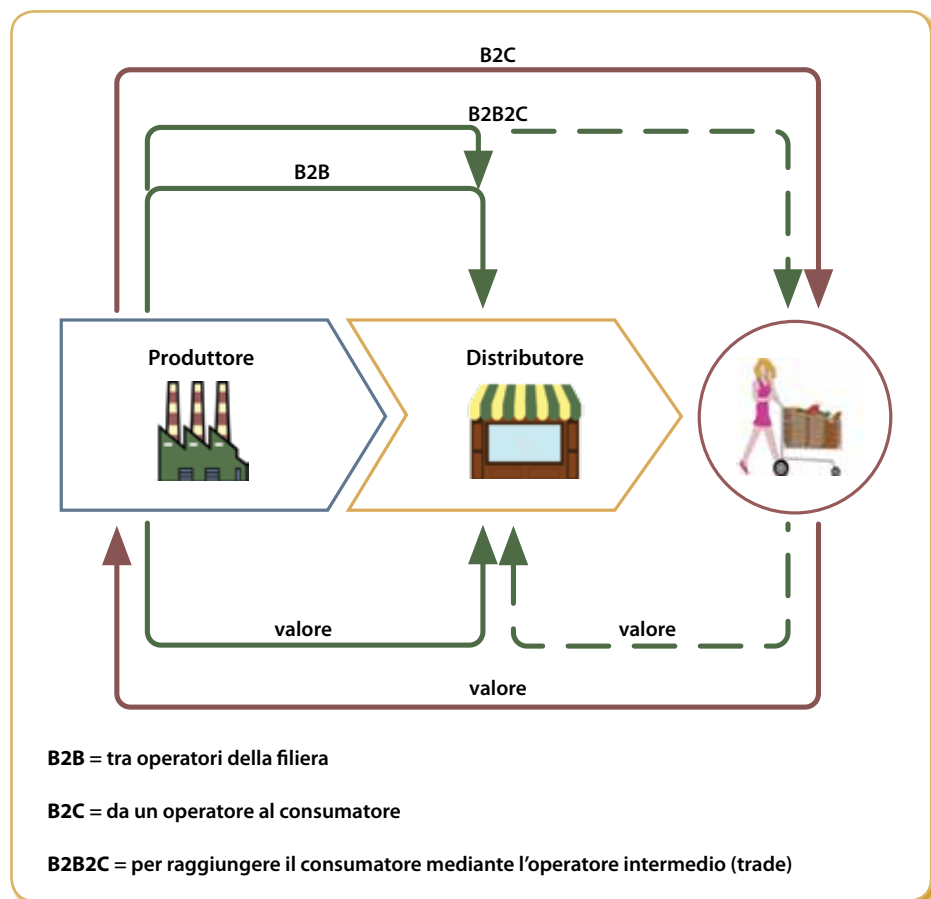 B2C
B2B2C
B2B
Produttore
Distributore
valore
valore
valore
B2B = tra operatori della filiera
B2C = da un operatore al consumatore
B2B2C = per raggiungere il consumatore mediante l'operatore intermedio (trade)